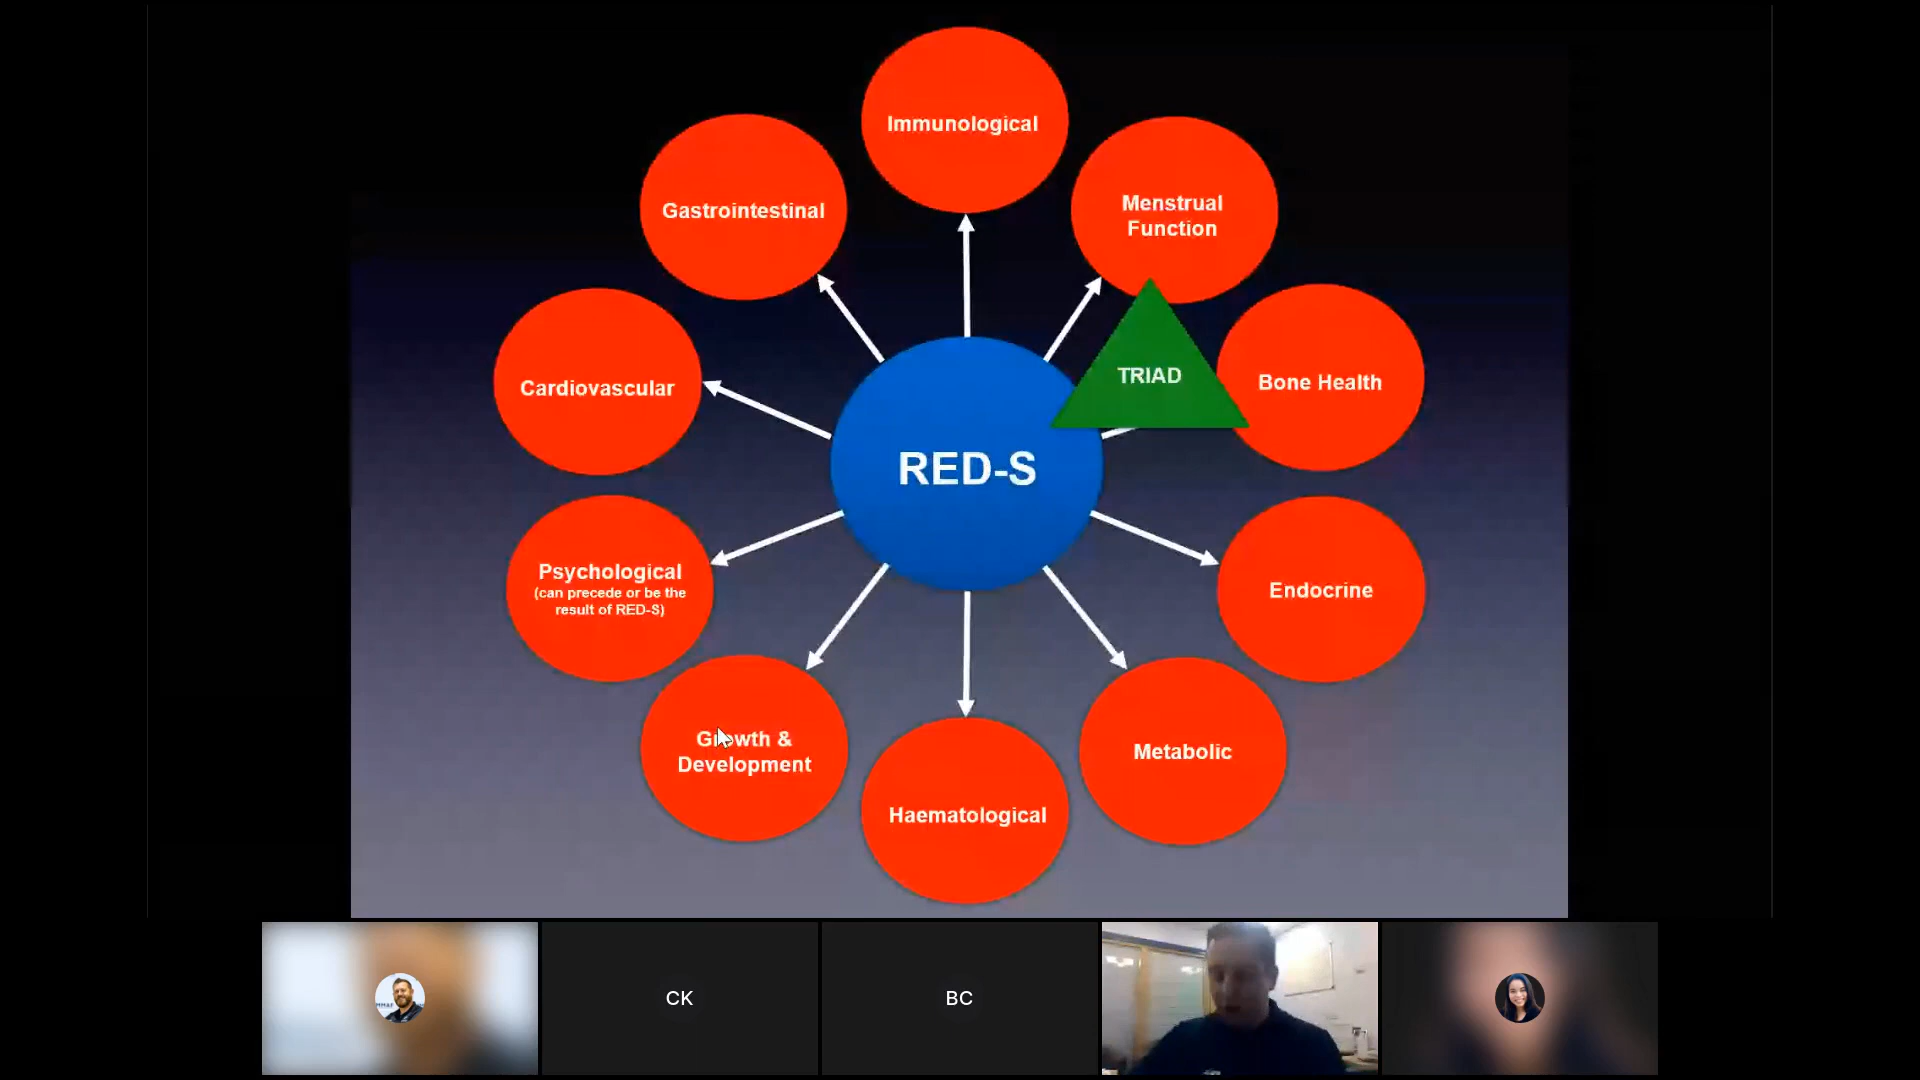 Immunological
Gastrointestinal
Menstrual
Function
Cardiovascular
TRIAD
Bone Health
RED-S
Psychological
(can precede or be the
result of RED-S)
Endocrine
Growth &
Development
Metabolic
Haematological
CK
BC